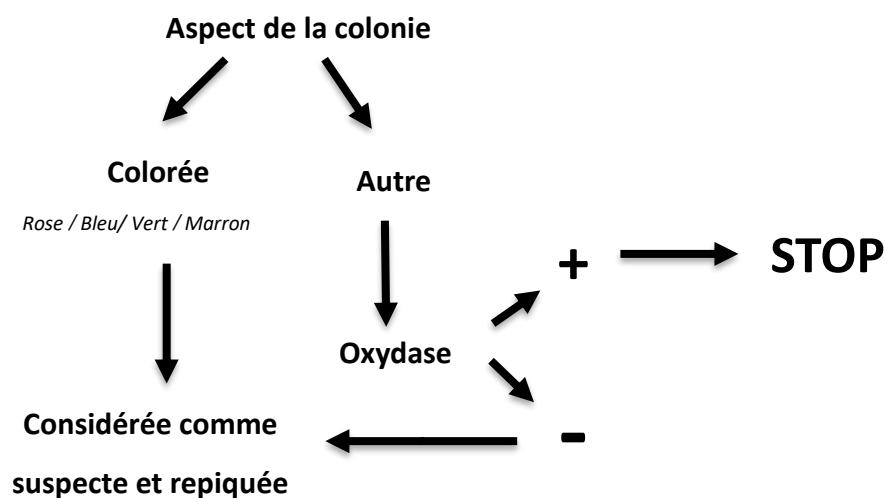 Aspect de la colonie
Colorée
Autre
Rose / Bleu/ Vert / Marron
+
STOP
Oxydase
Considérée comme
-
suspecte et repiquée